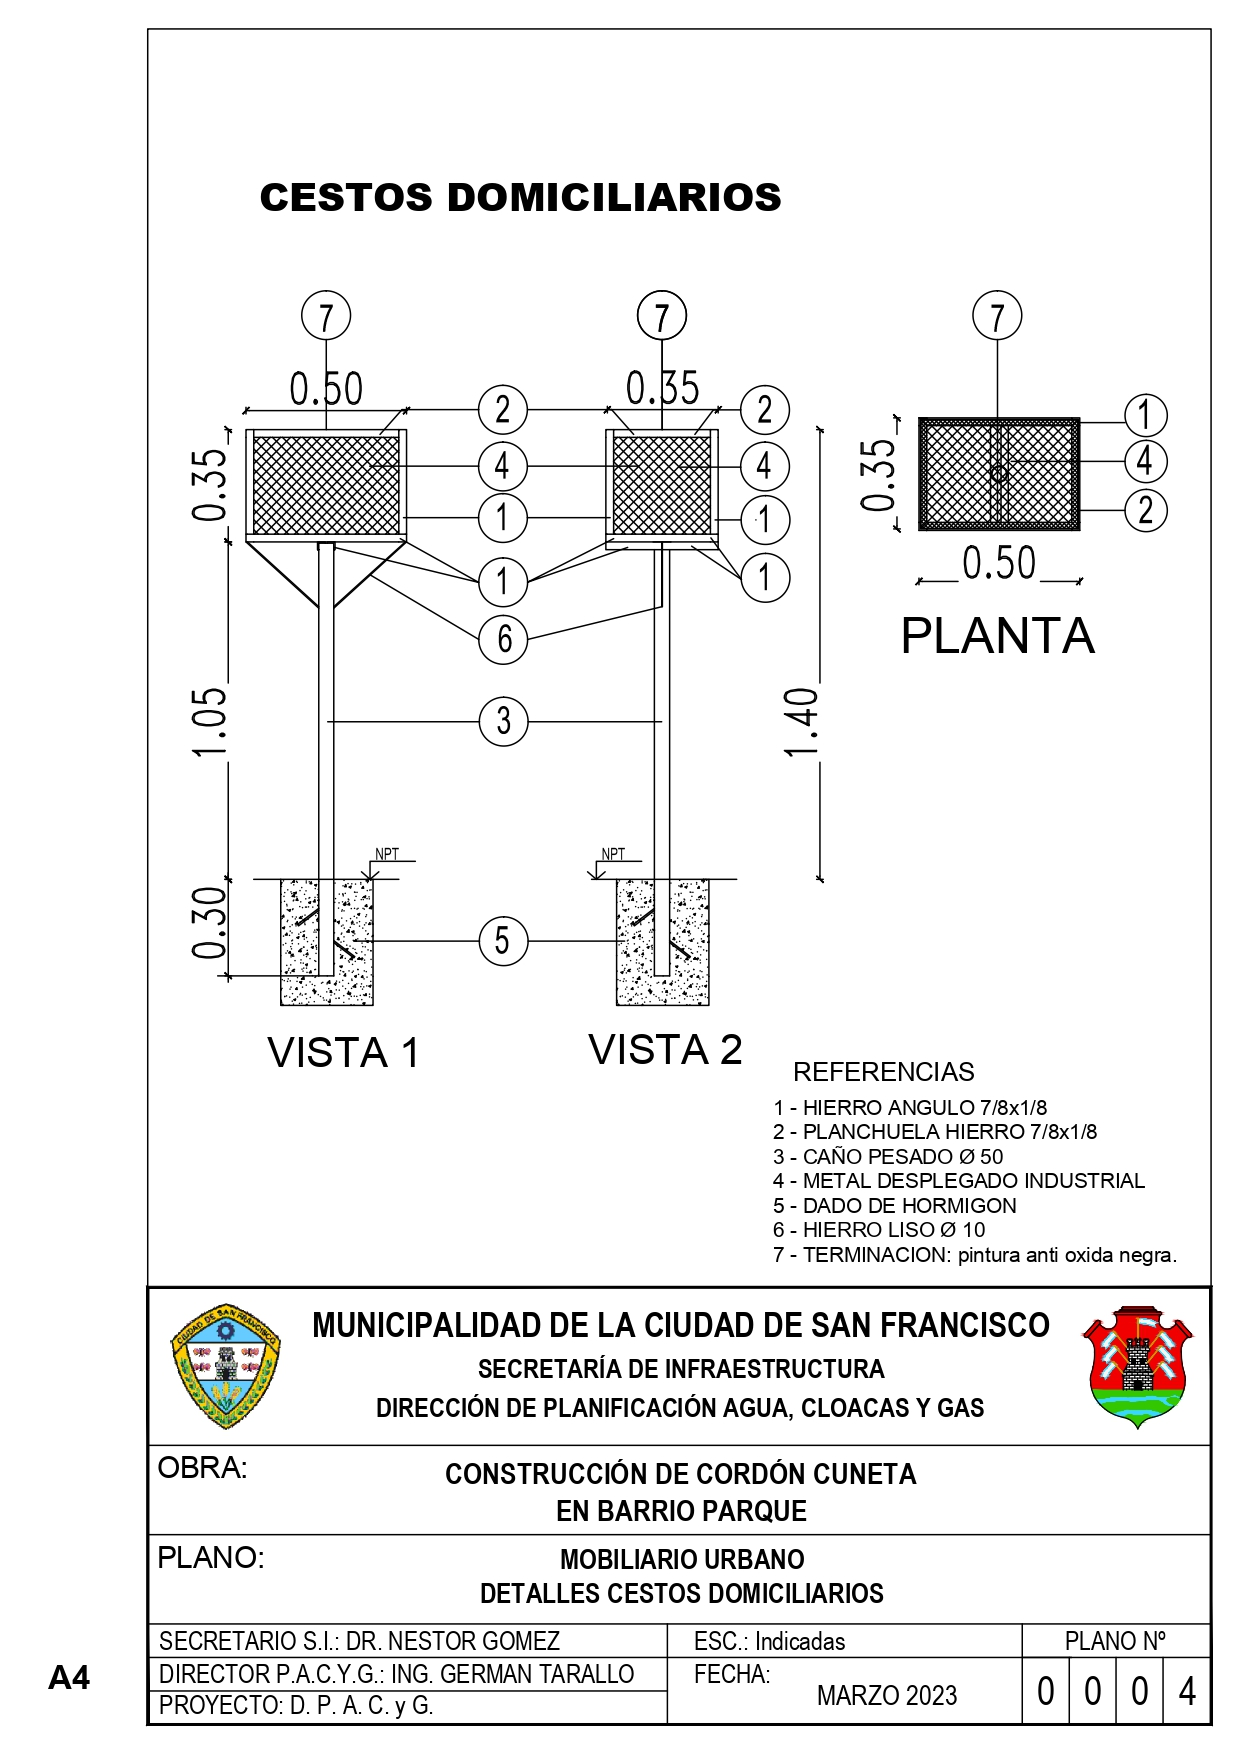 CESTOS DOMICILIARIOS
7
7
7
0.50
0.35
2
2
1
4
4
4
2
0.35
0.35
1
1
1
1
0.50
6
PLANTA
1.05
3
1.40
NPT
NPT
0.30
5
VISTA 1
VISTA 2
REFERENCIAS
1 - HIERRO ANGULO 7/8x1/8
2 - PLANCHUELA HIERRO 7/8x1/8
3 - CAÑO PESADO Ø 50
4 - METAL DESPLEGADO INDUSTRIAL
5 - DADO DE HORMIGON
6 - HIERRO LISO Ø 10
7 - TERMINACION: pintura anti oxida negra.
CIUDAD DE SAN FRANCISCO
MUNICIPALIDAD DE LA CIUDAD DE SAN FRANCISCO
SECRETARÍA DE INFRAESTRUCTURA
DIRECCIÓN DE PLANIFICACIÓN AGUA, CLOACAS Y GAS
OBRA:
CONSTRUCCIÓN DE CORDÓN CUNETA
EN BARRIO PARQUE
PLANO:
MOBILIARIO URBANO
DETALLES CESTOS DOMICILIARIOS
SECRETARIO S.I.: DR. NESTOR GOMEZ
ESC.: Indicadas
PLANO Nº
DIRECTOR P.A.C.Y.G.: ING. GERMAN TARALLO
FECHA:
MARZO 2023
0 0 0 4
PROYECTO: D. P. A. C. y G.
A4